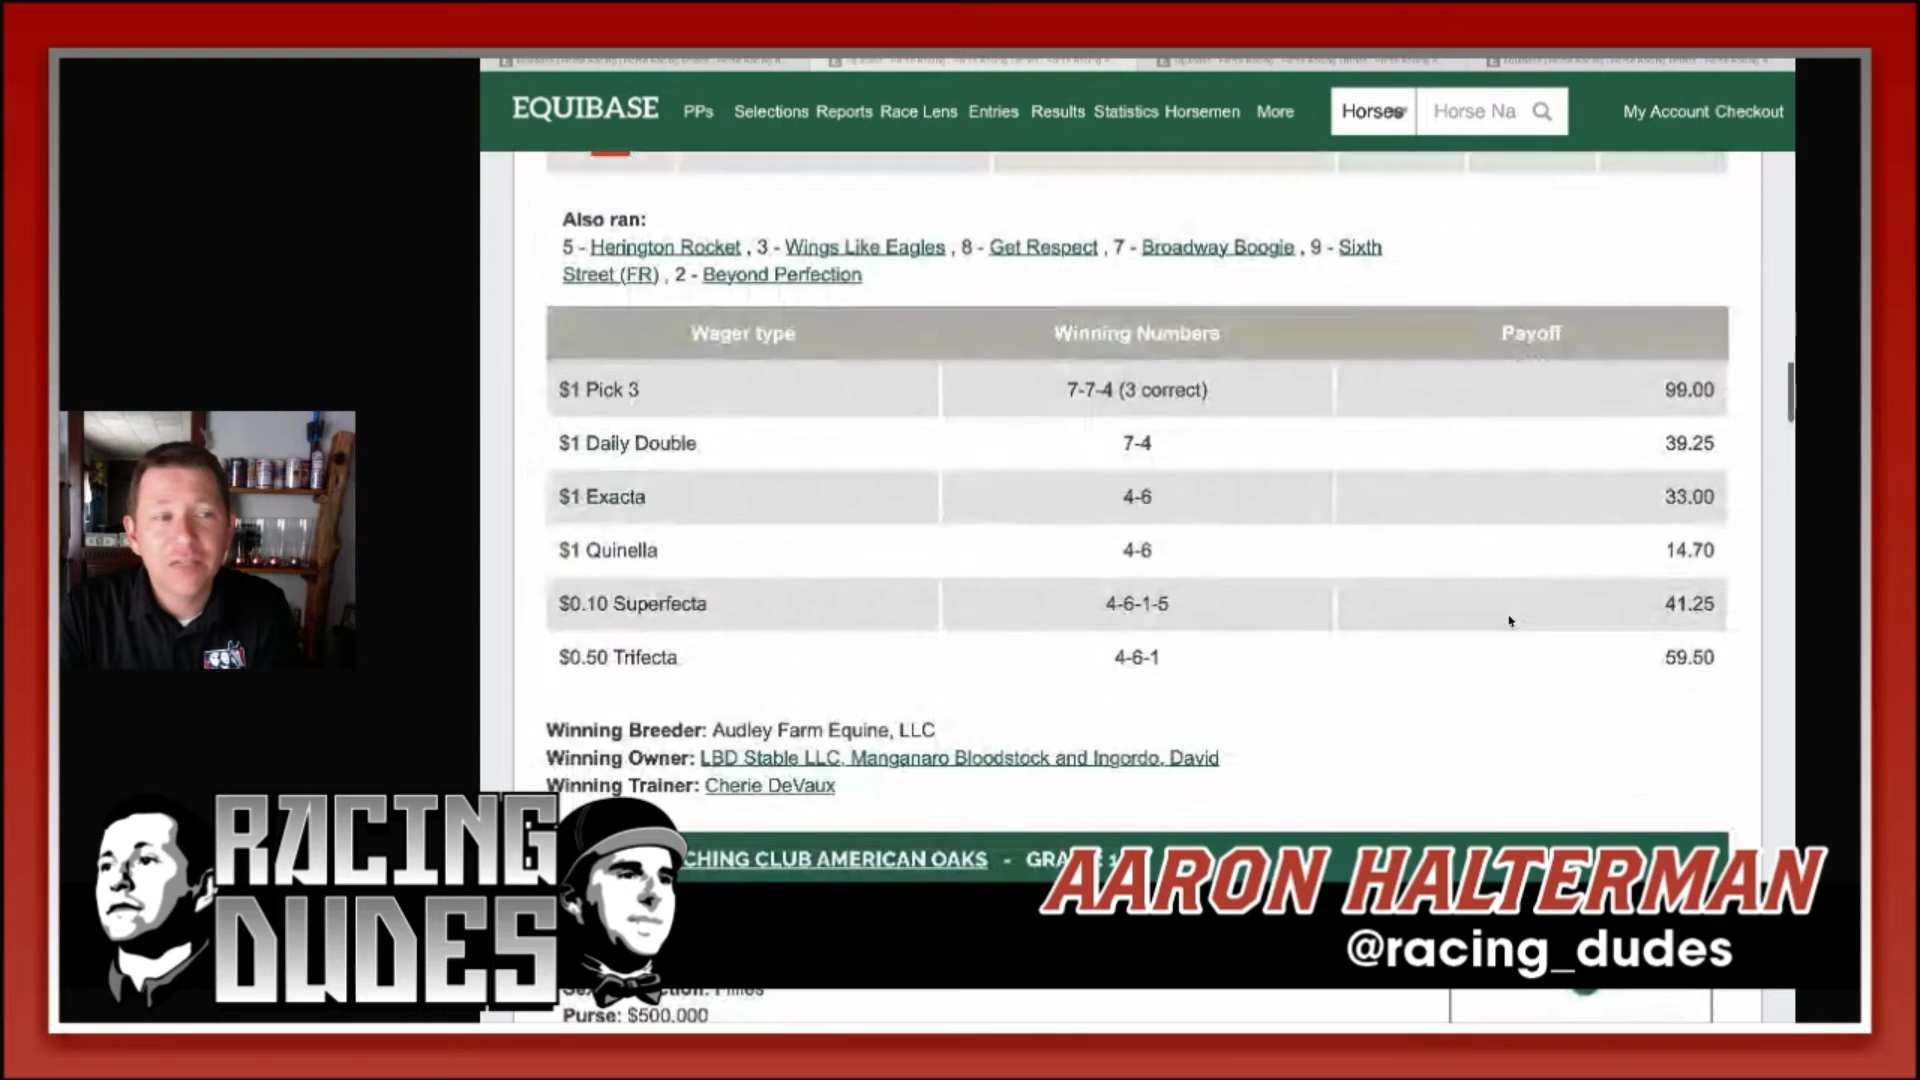 EQUIBASE PPs Selections Reports Race Lens Entries Results Statistics Horsemen More Horses Horse Na My Account Checkout
Also ran:
5 - Herington Rocket , 3 - Wings Like Eagles , 8 - Get Respect , 7 - Broadway Boogie , 9 - Sixth
Street (FR) , 2 - Beyond Perfection
Wager type Winning Numbers Payoff
$1 Pick 3 7-7-4 (3 correct) 99.00
$1 Daily Double 7-4 39.25
$1 Exacta 4-6 33.00
$1 Quinella 4-6 14.70
$0.10 Superfecta 4-6-1-5 41.25
$0.50 Trifecta 4-6-1 59.50
Winning Breeder: Audley Farm Equine, LLC
Winning Owner: LBD Stable LLC, Manganaro Bloodstock and Ingordo, David
Winning Trainer: Cherie DeVaux
CHING CLUB AMERICAN OAKS -
RACING
DUDES
AARON HALTERMAN
@racing_dudes
Purse: $500,000